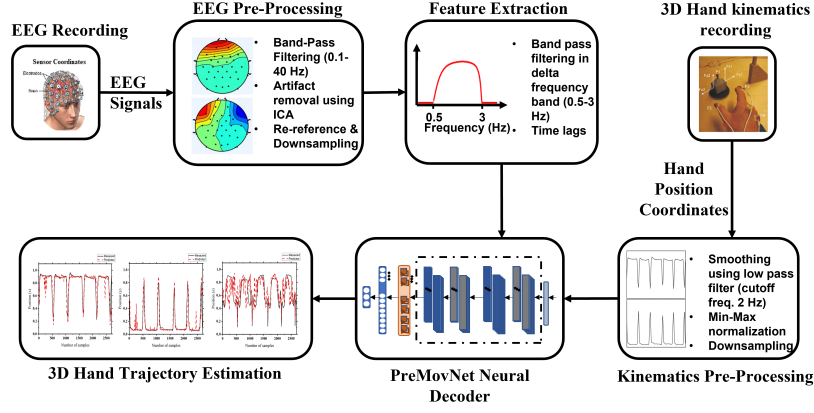 EEG Recording
Sensor Coordinates
EEG
Signals
EEG Pre-Processing
• Band-Pass
Filtering (0.1-
40 Hz)
• Artifact
removal using
ICA
• Re-reference &
Downsampling
Feature Extraction
0.5
3
Frequency (Hz)
• Band pass
filtering in
delta
frequency
band (0.5-3
Hz)
• Time lags
3D Hand kinematics
recording
Hand
Position
Coordinates
• Smoothing
using low pass
filter (cutoff
freq. 2 Hz)
• Min-Max
normalization
• Downsampling
Kinematics Pre-Processing
PreMovNet Neural
Decoder
Number of samples
Number of samples
Number of samples
3D Hand Trajectory Estimation